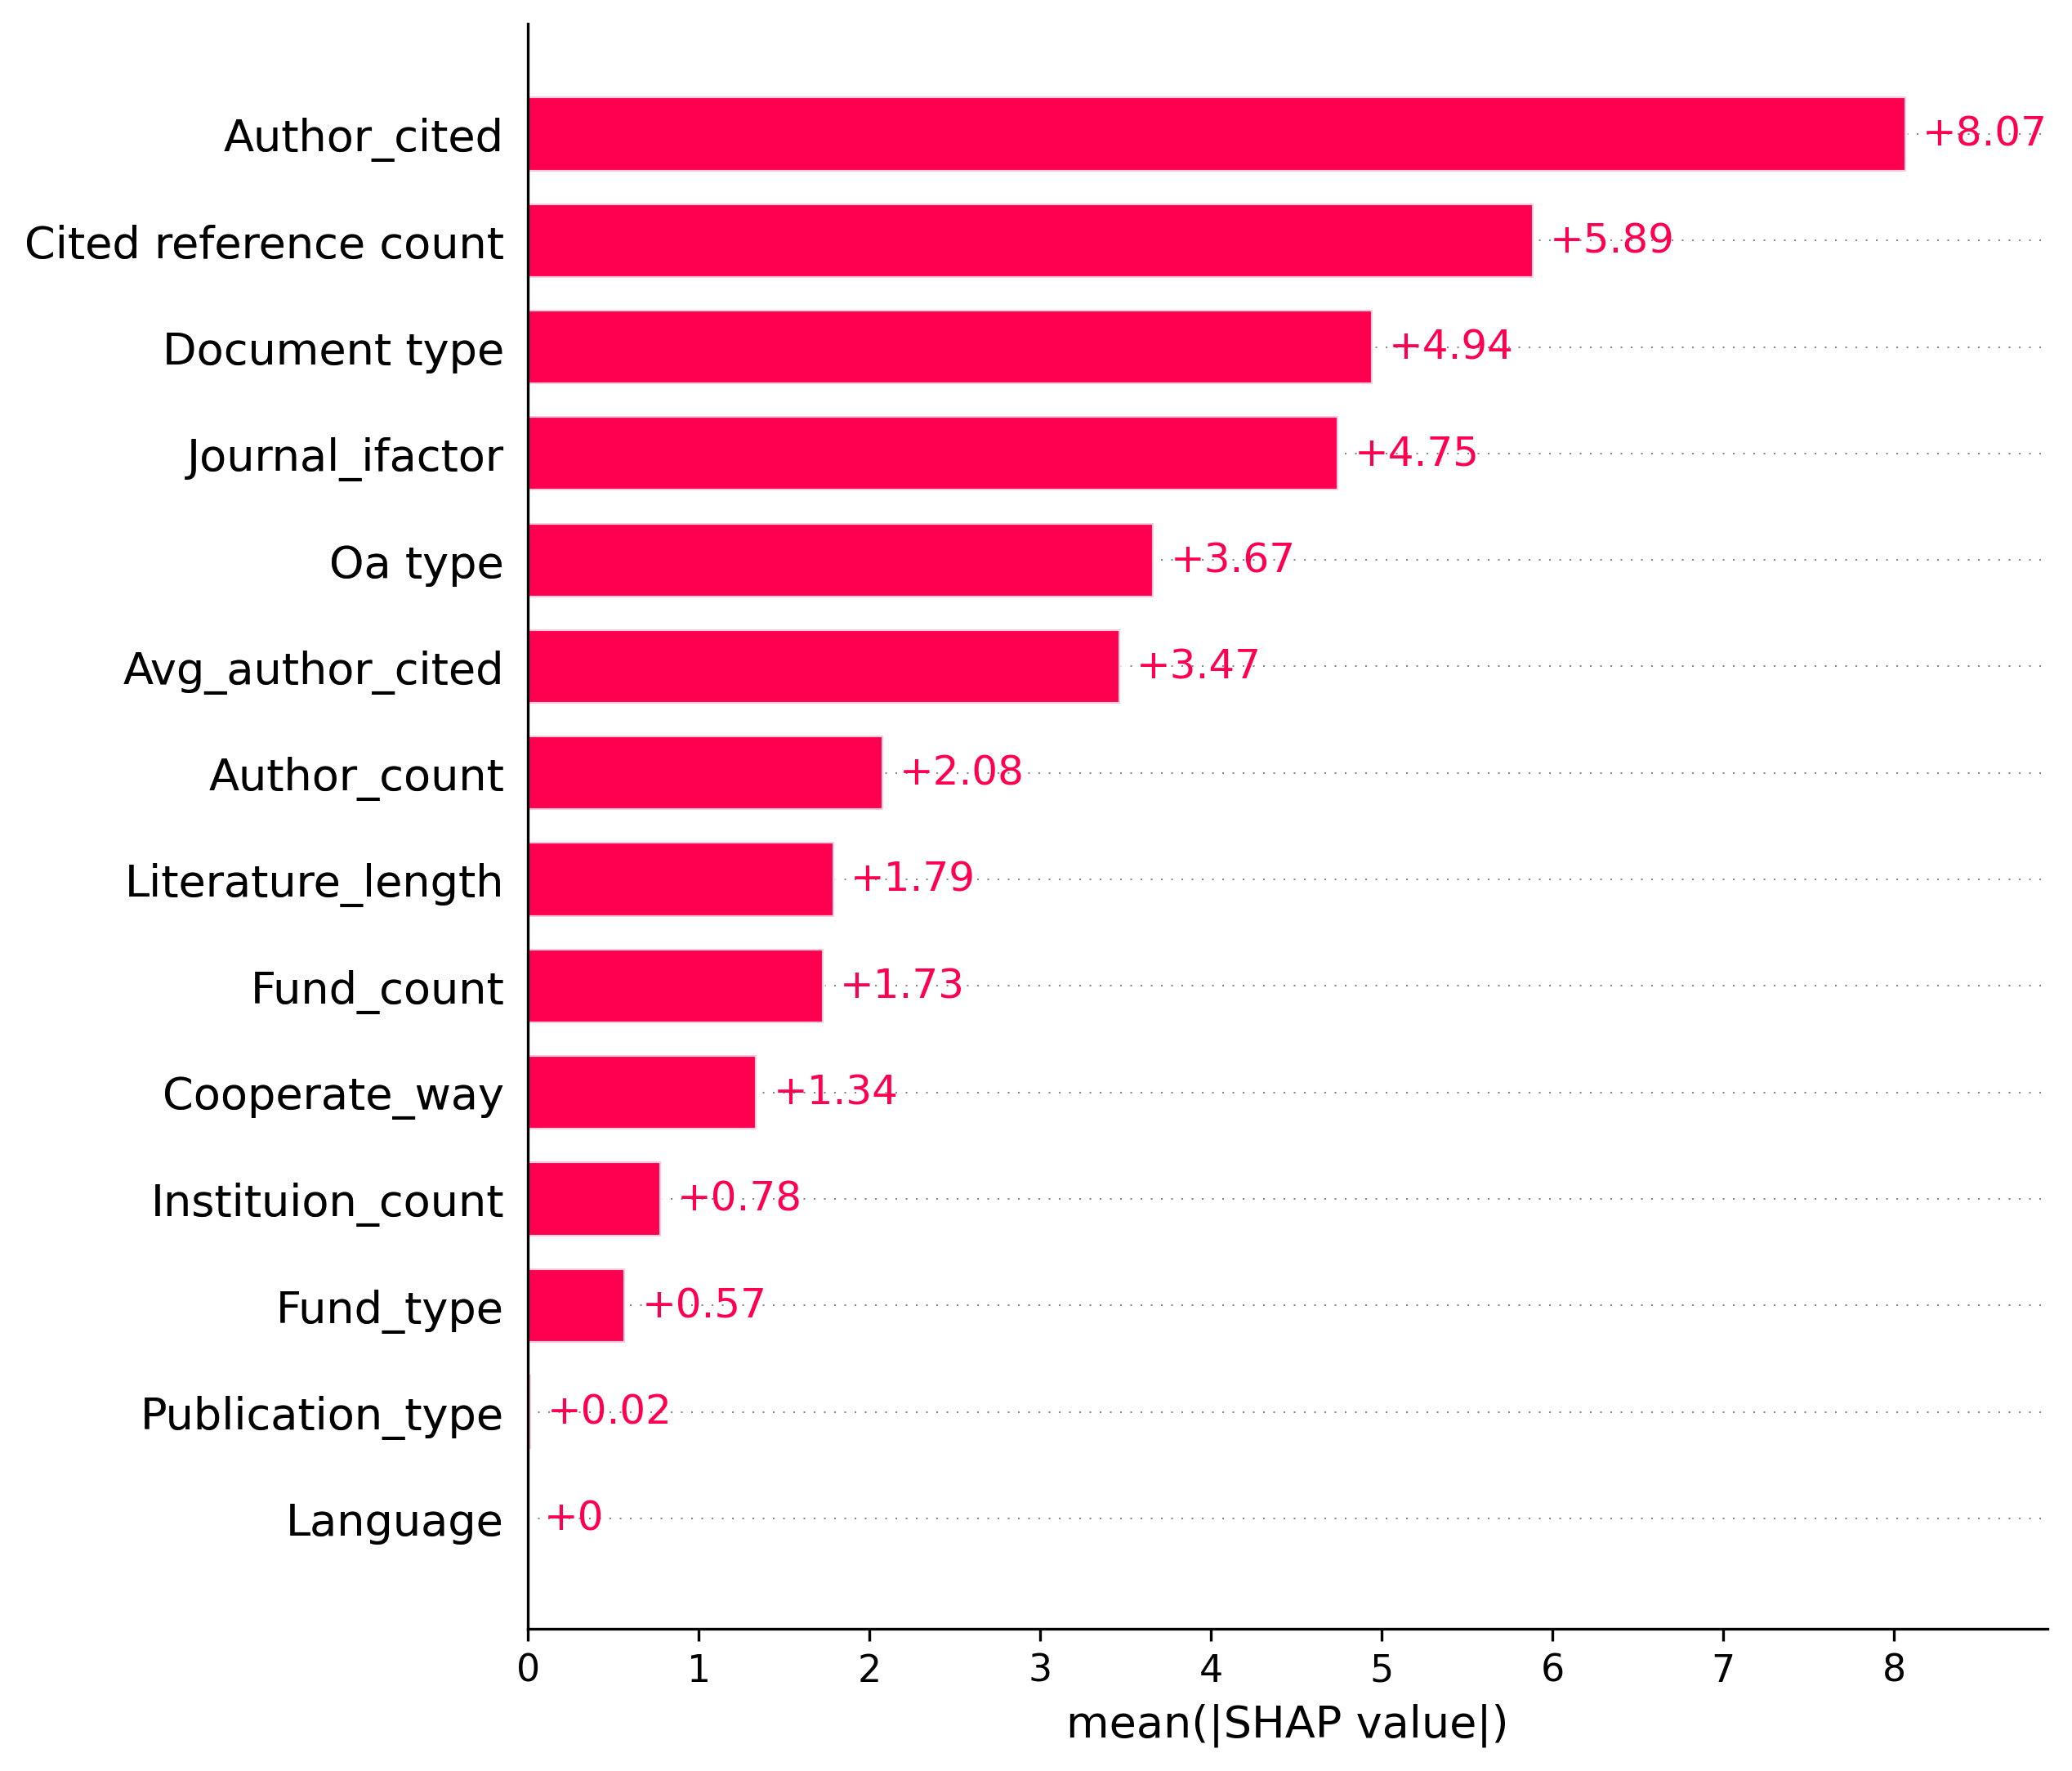 Author_cited +8.07
Cited reference count +5.89
Document type +4.94
Journal_ifactor +4.75
Oa type +3.67
Avg_author_cited +3.47
Author_count +2.08
Literature_length +1.79
Fund_count +1.73
Cooperate_way +1.34
Instituion_count +0.78
Fund_type +0.57
Publication_type +0.02
Language +0
0 1 2 3 4 5 6 7 8
mean(|SHAP value|)